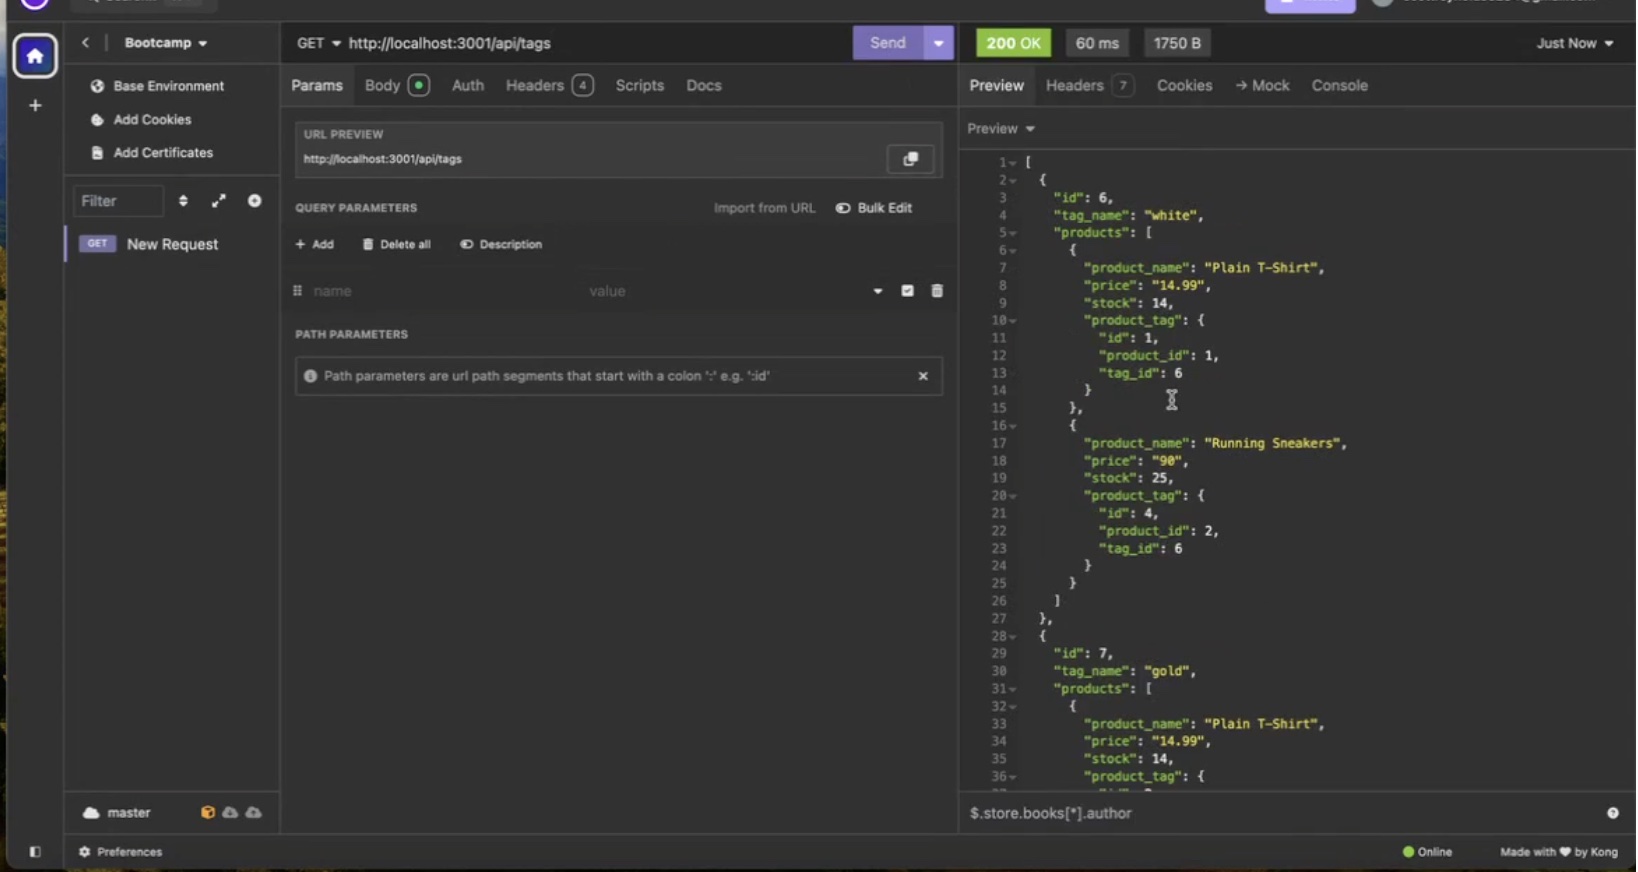 Bootcamp
Base Environment
Add Cookies
Add Certificates
Filter
GET New Request
master
Preferences
GET http://localhost:3001/api/tags
Send
Params Body Auth Headers 4 Scripts Docs
URL PREVIEW
http://localhost:3001/api/tags
QUERY PARAMETERS Import from URL Bulk Edit
+ Add Delete all Description
name value
PATH PARAMETERS
Path parameters are url path segments that start with a colon ':' e.g. ':id'
200 OK 60 ms 1750 B Just Now
Preview Headers 7 Cookies → Mock Console
Preview
1 [
2 {
3 "id": 6,
4 "tag_name": "white",
5 "products": [
6 {
7 "product_name": "Plain T-Shirt",
8 "price": "14.99",
9 "stock": 14,
10 "product_tag": {
11 "id": 1,
12 "product_id": 1,
13 "tag_id": 6
14 }
15 },
16 {
17 "product_name": "Running Sneakers",
18 "price": "90",
19 "stock": 25,
20 "product_tag": {
21 "id": 4,
22 "product_id": 2,
23 "tag_id": 6
24 }
25 }
26 ]
27 },
28 {
29 "id": 7,
30 "tag_name": "gold",
31 "products": [
32 {
33 "product_name": "Plain T-Shirt",
34 "price": "14.99",
35 "stock": 14,
36 "product_tag": {
$.store.books[*].author
Online Made with ❤ by Kong